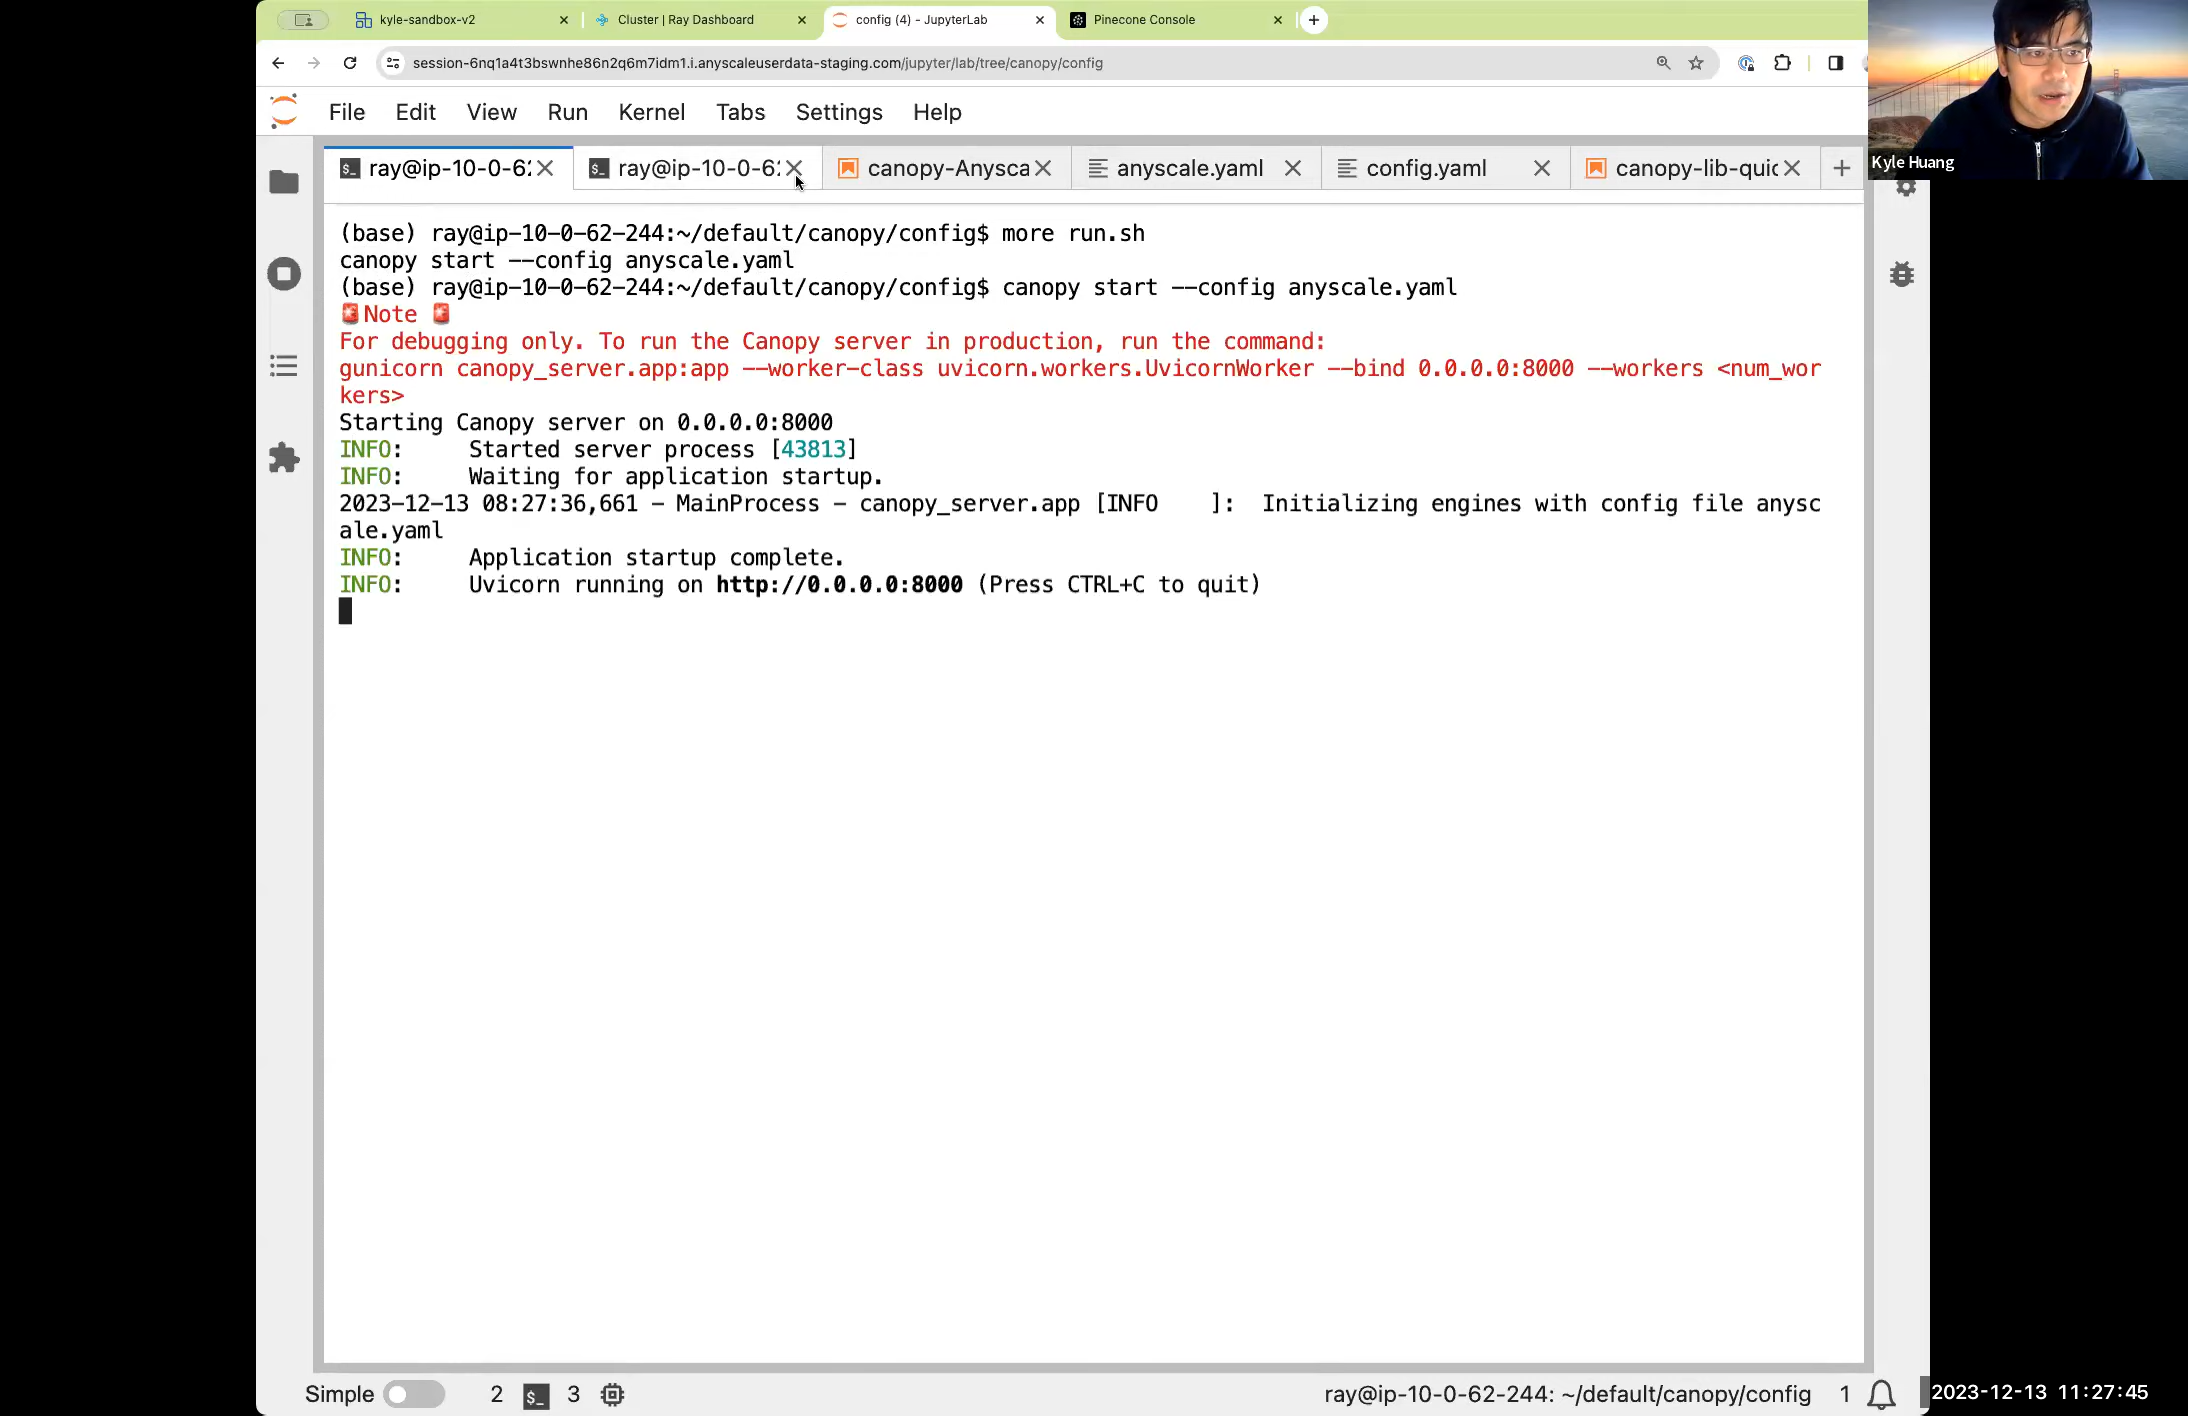 kyle-sandbox-v2
Cluster | Ray Dashboard
config (4) - JupyterLab
Pinecone Console
session-6nq1a4t3bswnhe86n2q6m7idm1.i.anyscaleuserdata-staging.com/jupyter/lab/tree/canopy/config
File Edit View Run Kernel Tabs Settings Help
Kyle Huang
ray@ip-10-0-62
ray@ip-10-0-62
canopy-Anysca
anyscale.yaml
config.yaml
canopy-lib-quic
(base) ray@ip-10-0-62-244:~/default/canopy/config$ more run.sh
canopy start --config anyscale.yaml
(base) ray@ip-10-0-62-244:~/default/canopy/config$ canopy start --config anyscale.yaml
🚨Note 🚨
For debugging only. To run the Canopy server in production, run the command:
gunicorn canopy_server.app:app --worker-class uvicorn.workers.UvicornWorker --bind 0.0.0.0:8000 --workers <num_wor
kers>
Starting Canopy server on 0.0.0.0:8000
INFO:     Started server process [43813]
INFO:     Waiting for application startup.
2023-12-13 08:27:36,661 - MainProcess - canopy_server.app [INFO    ]:  Initializing engines with config file anysc
ale.yaml
INFO:     Application startup complete.
INFO:     Uvicorn running on http://0.0.0.0:8000 (Press CTRL+C to quit)
Simple 2 $_ 3 ray@ip-10-0-62-244: ~/default/canopy/config 1
2023-12-13 11:27:45